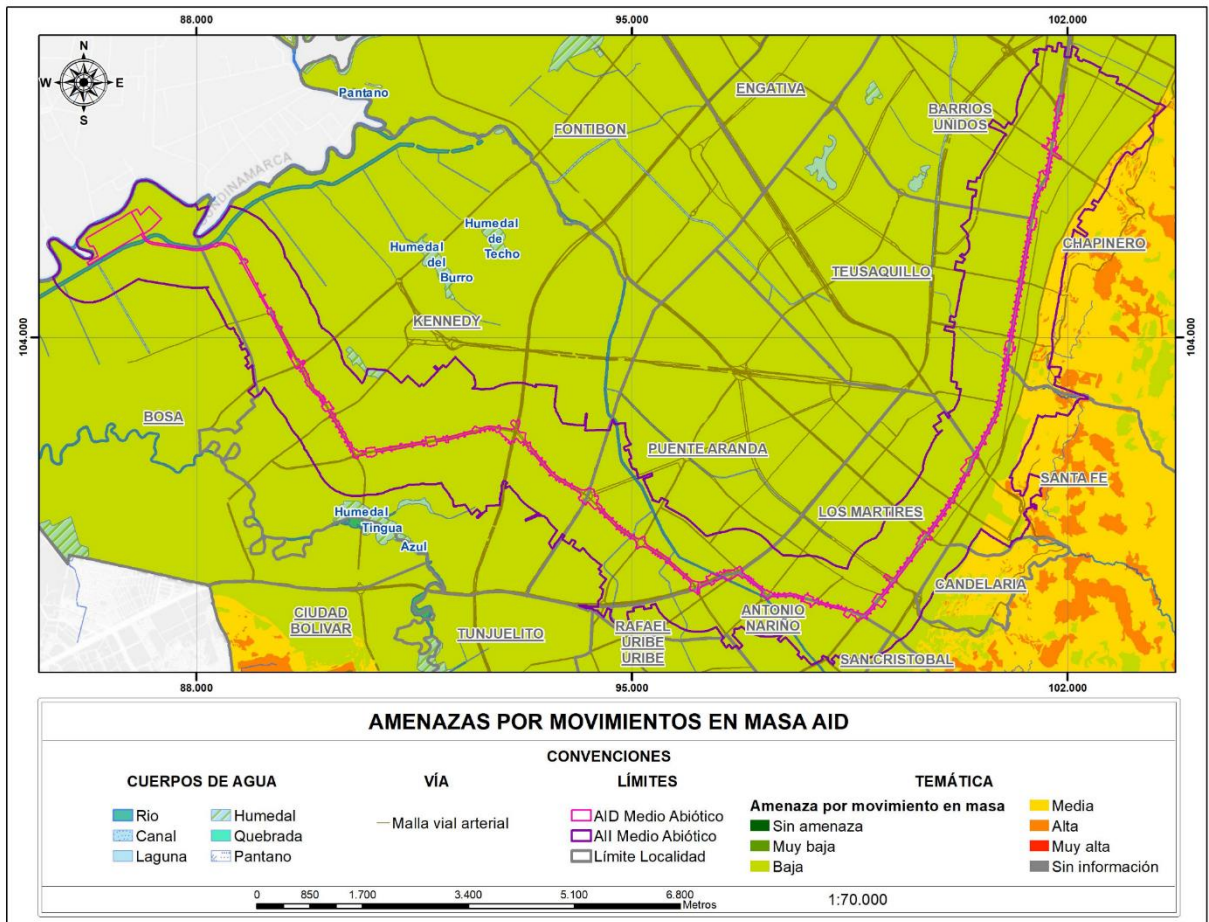 88.000 95.000 102.000
N
W E
S
Pantano
ENGATIVA
BARRIOS
UNIDOS
FONTIBON
CUNDINAMARCA
Humedal
de
Techo
Humedal
del
Burro
CHAPINERO
TEUSAQUILLO
KENNEDY
104.000 104.000
BOSA
PUENTE ARANDA
SANTA FE
Humedal
Tingua
Azul
LOS MARTIRES
CANDELARIA
CIUDAD
BOLIVAR
TUNJUELITO
RAFAEL
URIBE
URIBE
ANTONIO
NARIÑO
SAN CRISTOBAL
88.000 95.000 102.000
AMENAZAS POR MOVIMIENTOS EN MASA AID
CONVENCIONES
CUERPOS DE AGUA
Rio
Canal
Laguna
Humedal
Quebrada
Pantano
VÍA
Malla vial arterial
LÍMITES
AID Medio Abiótico
AII Medio Abiótico
Límite Localidad
TEMÁTICA
Amenaza por movimiento en masa
Sin amenaza
Muy baja
Baja
Media
Alta
Muy alta
Sin información
0 850 1.700 3.400 5.100 6.800
Metros
1:70.000